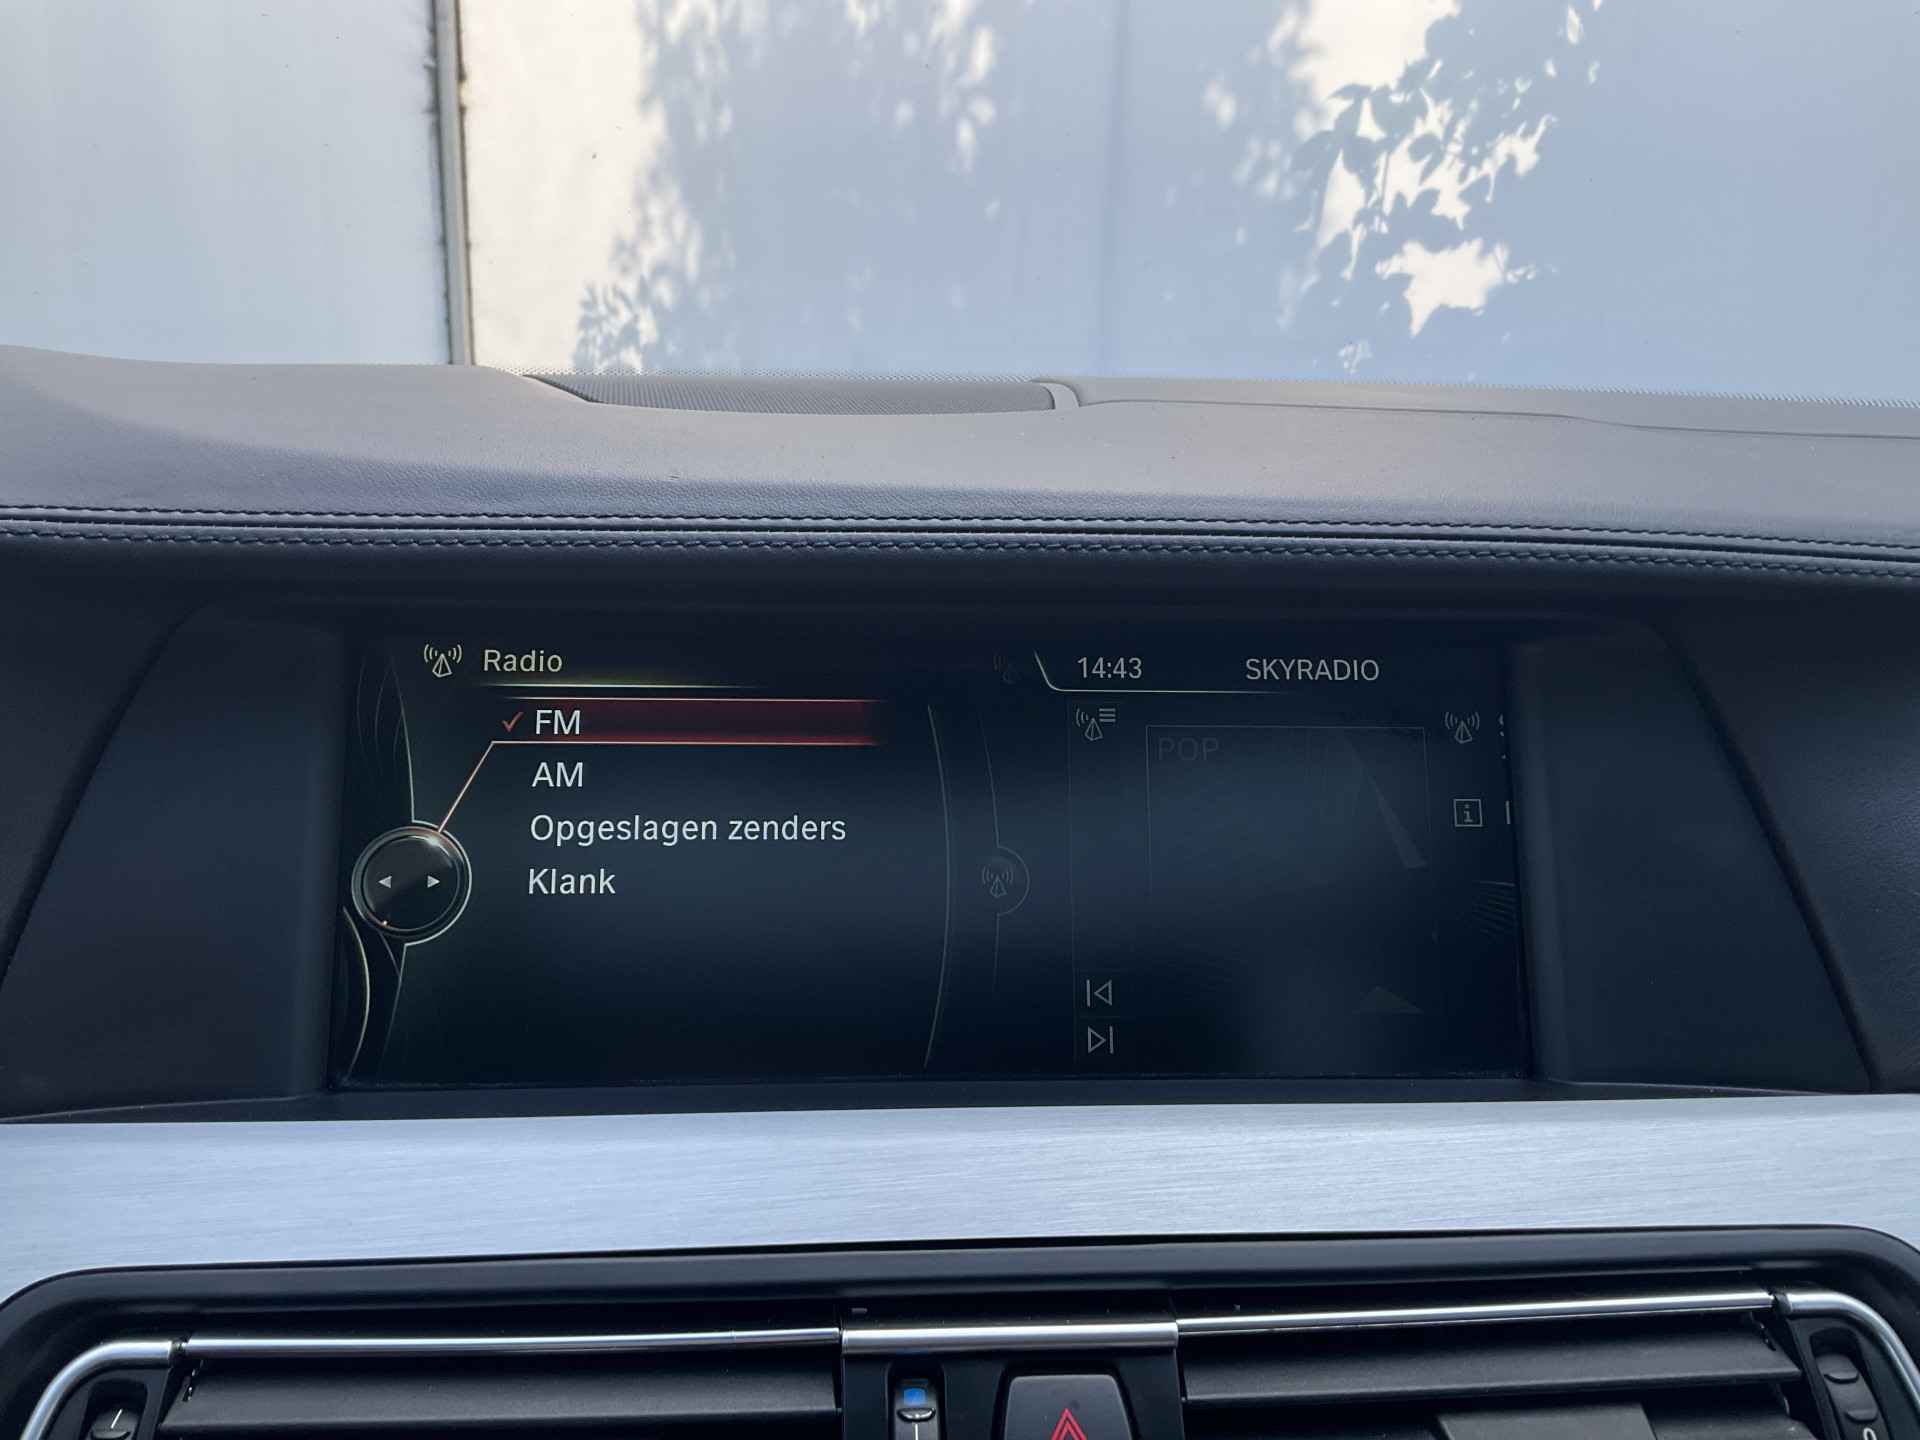 Radio
14:43 SKYRADIO
FM
AM
Opgeslagen zenders
Klank
POP